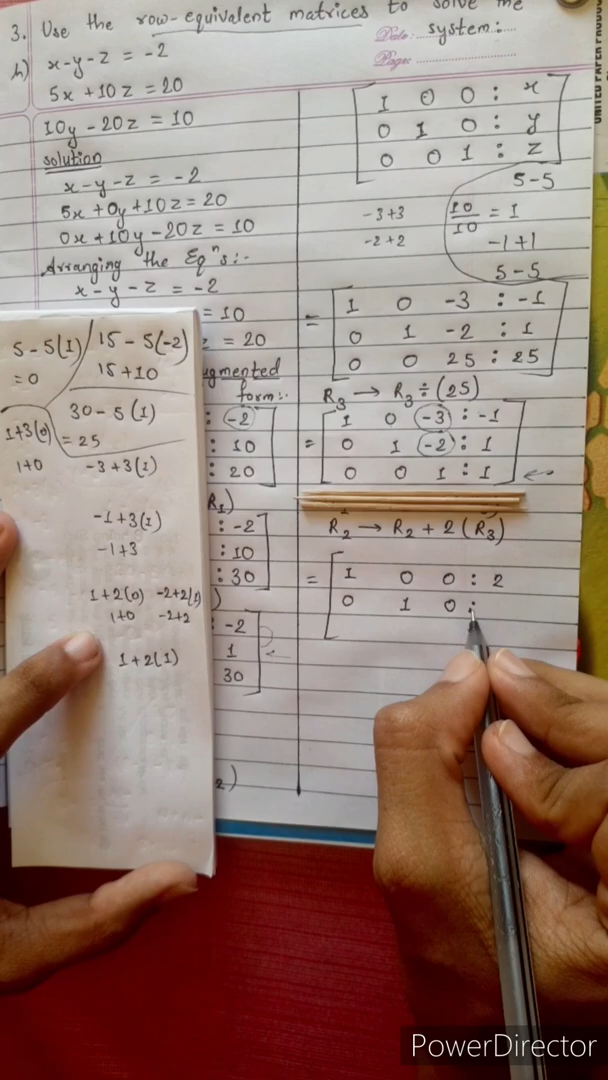 3. Use the row-equivalent matrices to solve the system:
Date:
Page:
h) x-y-z = -2
5x + 10z = 20
10y - 20z = 10
solution
x-y-z = -2
5x + 0y + 10z = 20
0x + 10y - 20z = 10
Arranging the Eqⁿs:-
x-y-z = -2
= 10
z = 20
ugmented
form:-
: -2
: 10
: 20
R₁)
: -2
: 10
: 30
)
: -2
1
30
₂)
5-5(1)
= 0
15 - 5(-2)
15 + 10
30 - 5(1)
= 25
1+3(0)
1+0
-3+3(1)
-1+3(1)
-1+3
1+2(0) -2+2(1)
1+0 -2+2
1+2(1)
1 0 0 : x
0 1 0 : y
0 0 1 : z
5-5
-3+3
-2+2
10/10 = 1
-1+1
5-5
= 1 0 -3 : -1
0 1 -2 : 1
0 0 25 : 25
R₃ → R₃ ÷ (25)
= 1 0 -3 : -1
0 1 -2 : 1
0 0 1 : 1
R₂ → R₂ + 2(R₃)
= 1 0 0 : 2
0 1 0 :
UNITED PAPER PRODUC
PowerDirector